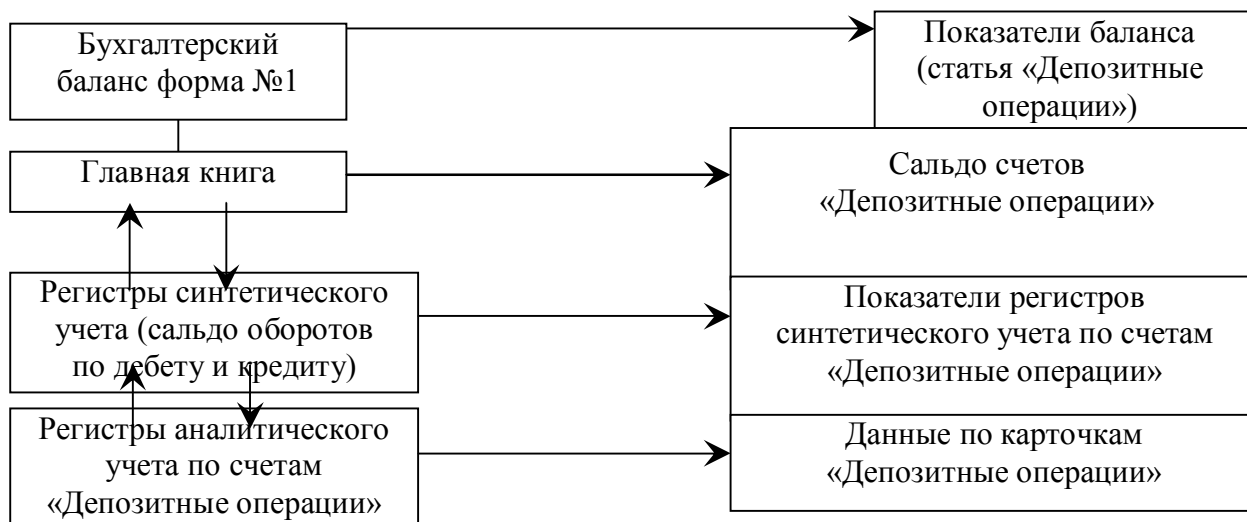 Бухгалтерский
баланс форма №1
Показатели баланса
(статья «Депозитные
операции»)
Главная книга
Сальдо счетов
«Депозитные операции»
Регистры синтетического
учета (сальдо оборотов
по дебету и кредиту)
Показатели регистров
синтетического учета по счетам
«Депозитные операции»
Регистры аналитического
учета по счетам
«Депозитные операции»
Данные по карточкам
«Депозитные операции»